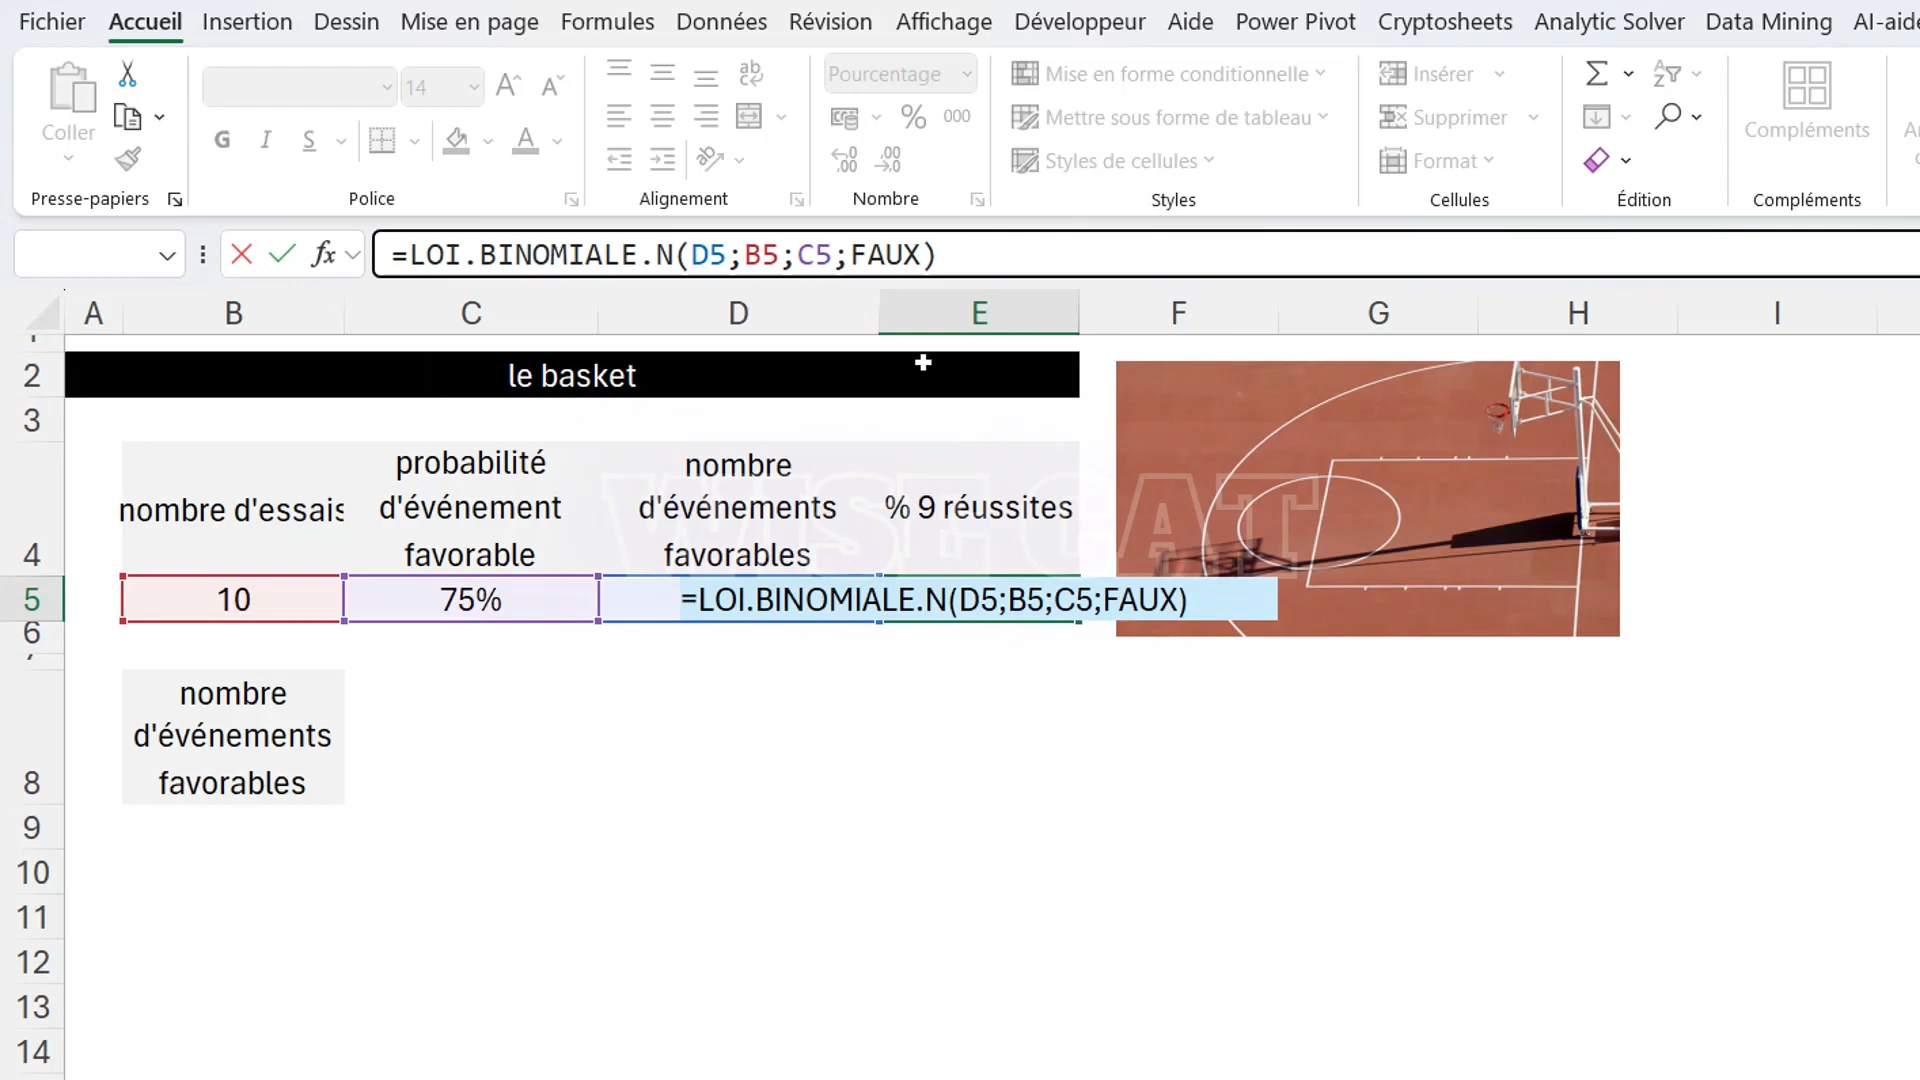 Fichier Accueil Insertion Dessin Mise en page Formules Données Révision Affichage Développeur Aide Power Pivot Cryptosheets Analytic Solver Data Mining
14 Pourcentage Mise en forme conditionnelle Insérer
Coller G I S % 000 Mettre sous forme de tableau Supprimer Compléments
Styles de cellules Format
Presse-papiers Police Alignement Nombre Styles Cellules Édition Compléments
fx =LOI.BINOMIALE.N(D5;B5;C5;FAUX)
A B C D E F G H I
2 le basket
3
probabilité nombre
nombre d'essais d'événement d'événements % 9 réussites
4 favorable favorables
WISE CAT
5 10 75% =LOI.BINOMIALE.N(D5;B5;C5;FAUX)
6
nombre
d'événements
8 favorables
9
10
11
12
13
14